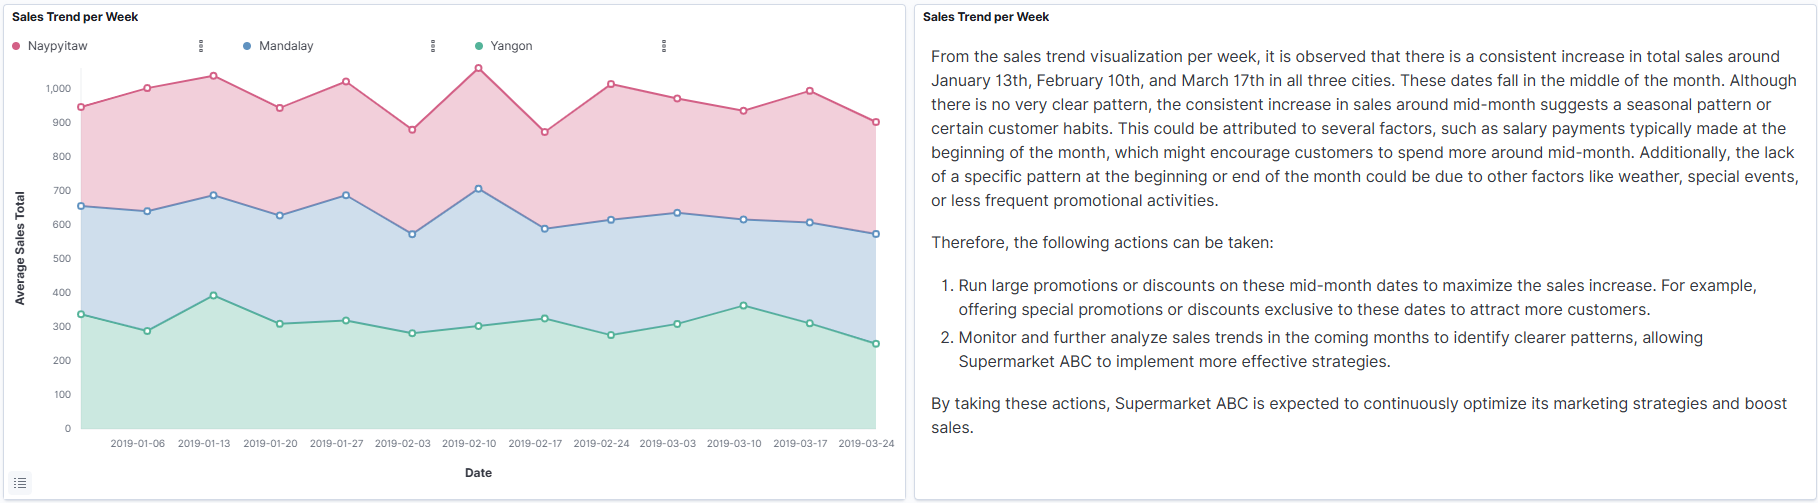 Sales Trend per Week
Naypyitaw
Mandalay
Yangon
1,000
900
800
700
600
500
400
300
200
100
0
Average Sales Total
2019-01-06 2019-01-13 2019-01-20 2019-01-27 2019-02-03 2019-02-10 2019-02-17 2019-02-24 2019-03-03 2019-03-10 2019-03-17 2019-03-24
Date
Sales Trend per Week
From the sales trend visualization per week, it is observed that there is a consistent increase in total sales around
January 13th, February 10th, and March 17th in all three cities. These dates fall in the middle of the month. Although
there is no very clear pattern, the consistent increase in sales around mid-month suggests a seasonal pattern or
certain customer habits. This could be attributed to several factors, such as salary payments typically made at the
beginning of the month, which might encourage customers to spend more around mid-month. Additionally, the lack
of a specific pattern at the beginning or end of the month could be due to other factors like weather, special events,
or less frequent promotional activities.
Therefore, the following actions can be taken:
1. Run large promotions or discounts on these mid-month dates to maximize the sales increase. For example,
offering special promotions or discounts exclusive to these dates to attract more customers.
2. Monitor and further analyze sales trends in the coming months to identify clearer patterns, allowing
Supermarket ABC to implement more effective strategies.
By taking these actions, Supermarket ABC is expected to continuously optimize its marketing strategies and boost
sales.